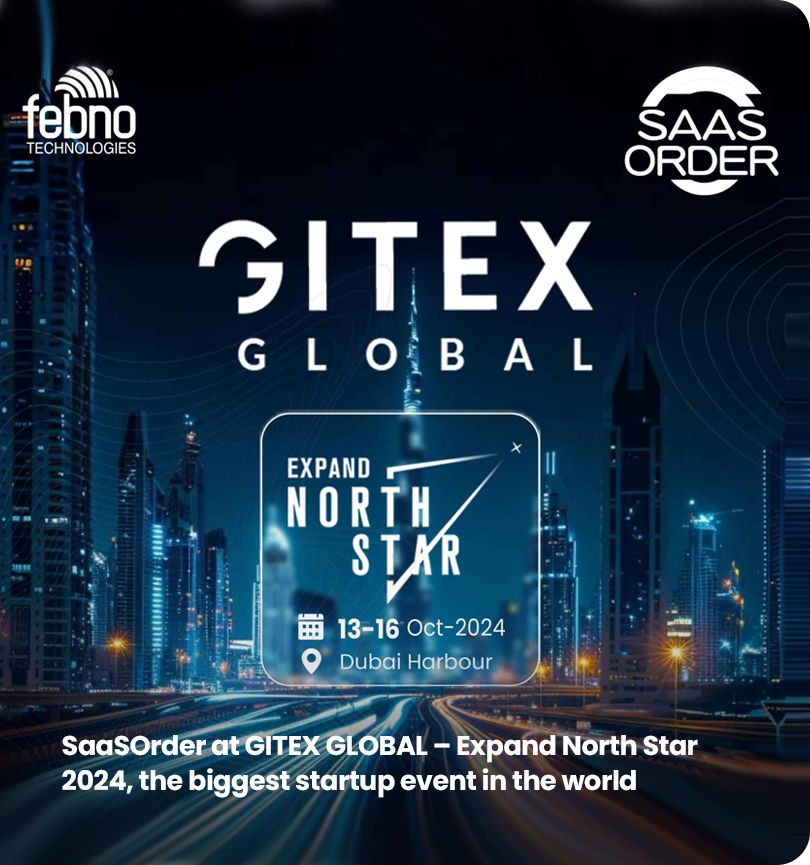 febno
TECHNOLOGIES
SAAS
ORDER
GITEX
GLOBAL
EXPAND
NORTH
STAR
13-16 Oct-2024
Dubai Harbour
SaaSOrder at GITEX GLOBAL – Expand North Star
2024, the biggest startup event in the world